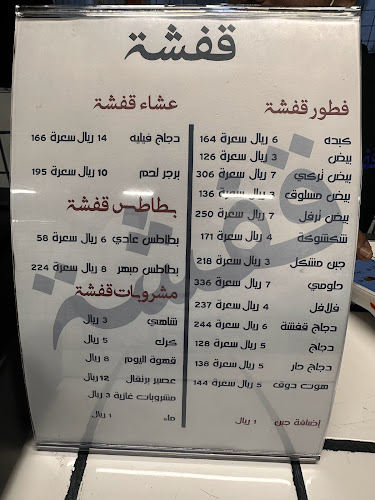 قفشة
فطور قفشة
كبده 6 ريال سعرة 164
بيض 3 ريال سعرة 126
بيض تركي 7 ريال سعرة 306
بيض مسلوق 3 ريال سعرة 136
بيض ترفل 7 ريال سعرة 250
شكشوكة 4 ريال سعرة 171
جبن مشكل 3 ريال سعرة 218
حلومي 7 ريال سعرة 336
فلافل 4 ريال سعرة 237
دجاج قفشة 6 ريال سعرة 244
دجاج 5 ريال سعرة 128
دجاج حار 5 ريال سعرة 138
هوت دوق 5 ريال سعرة 144
إضافة جبن 1 ريال
عشاء قفشة
دجاج فيليه 14 ريال سعرة 166
برجر لحم 10 ريال سعرة 195
بطاطس قفشة
بطاطس عادي 6 ريال سعرة 58
بطاطس مبهر 8 ريال سعرة 224
مشروبات قفشة
شاهي 3 ريال
كرك 5 ريال
قهوة اليوم 8 ريال
عصير برتقال 12 ريال
مشروبات غازية 3 ريال
ماء 1 ريال
قفشة